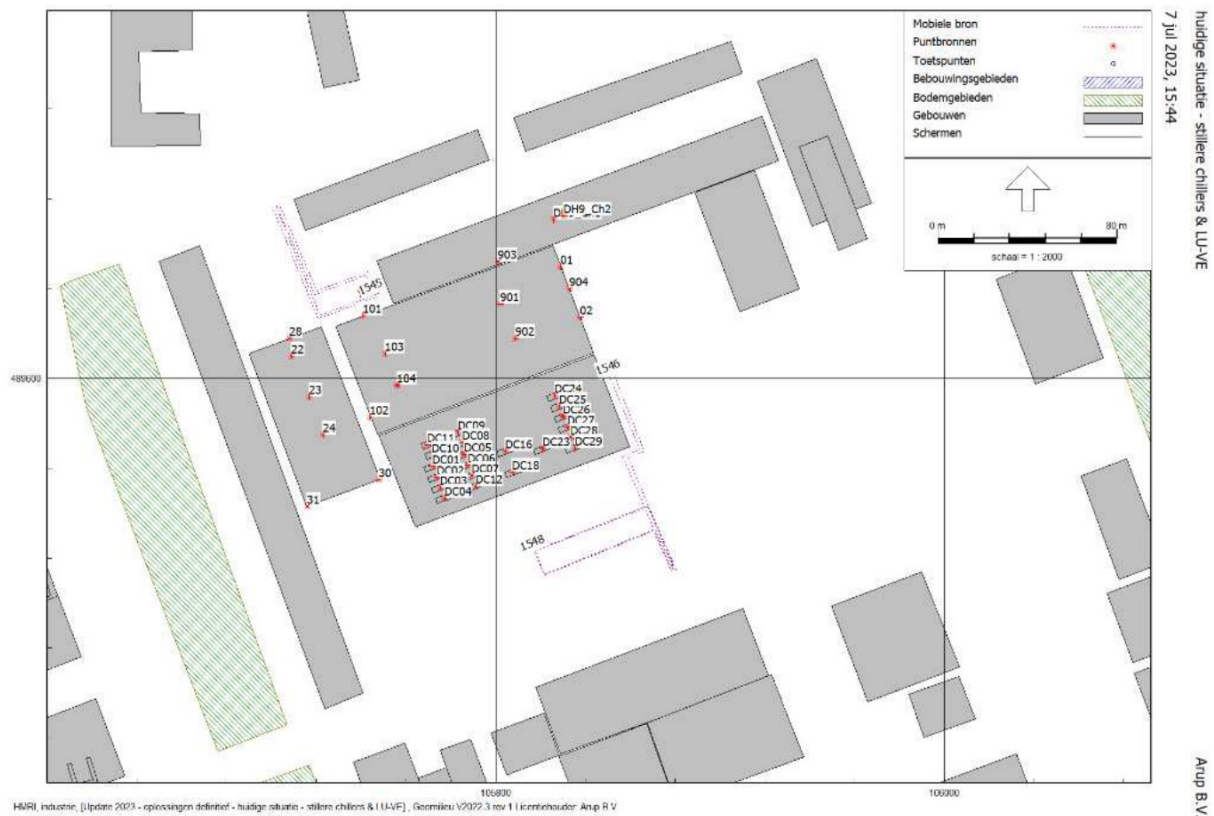 Mobiele bron
Puntbronnen
Toetspunten
Bebouwingsgebieden
Bodemgebieden
Gebouwen
Schermen
0 m
80 m
schaal = 1 : 2000
huidige situatie - stillere chillers & LU-VE
7 jul 2023, 15:44
Arup B.V.
DH9_Ch2
903
01
904
901
02
902
1545
101
28
22
103
104
23
102
24
30
31
1546
DC24
DC25
DC26
DC27
DC28
DC29
DC23
DC16
DC18
DC09
DC08
DC11
DC10
DC05
DC01
DC06
DC02
DC07
DC03
DC12
DC04
1548
489600
105800
106000
HMRI, industrie, [Update 2023 - oplossingen definitief - huidige situatie - stillere chillers & LU-VE] , Geomilieu V2022.3 rev 1 Licentiehouder: Arup B.V.